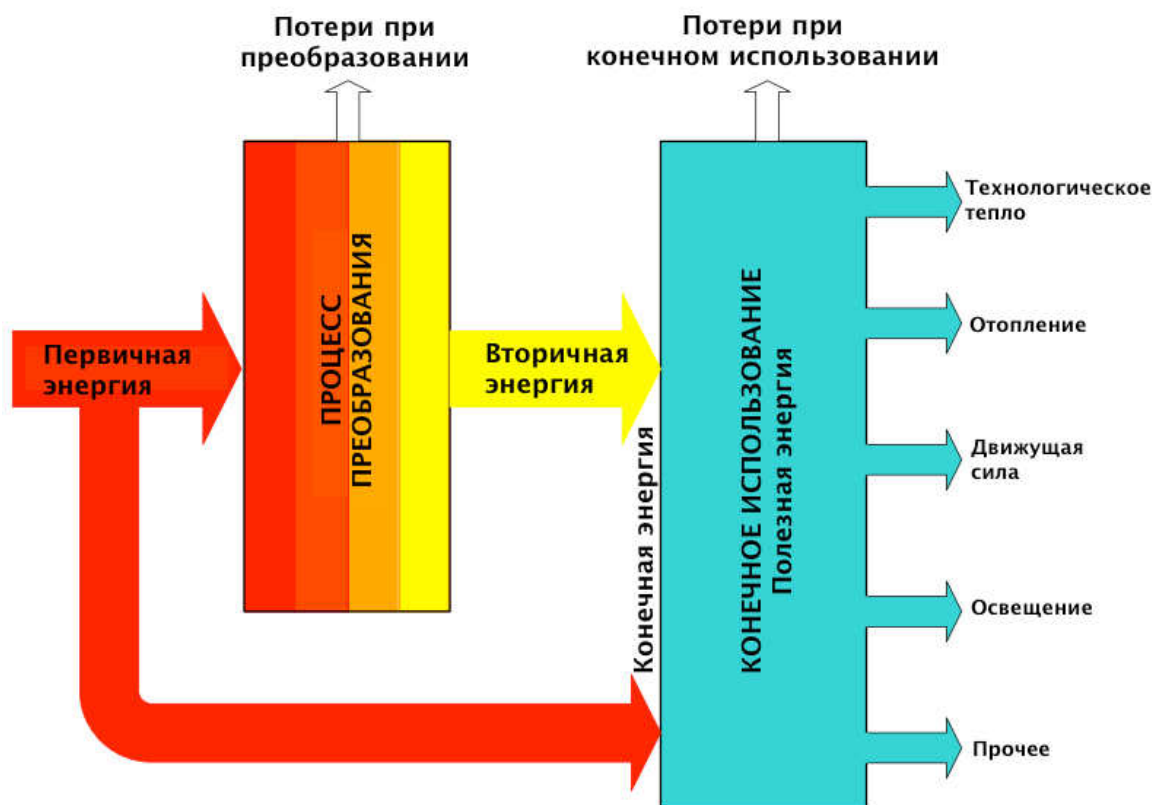 Потери при
преобразовании
Потери при
конечном использовании
Первичная
энергия
ПРОЦЕСС
ПРЕОБРАЗОВАНИЯ
Вторичная
энергия
Конечная энергия
КОНЕЧНОЕ ИСПОЛЬЗОВАНИЕ
Полезная энергия
Технологическое
тепло
Отопление
Движущая
сила
Освещение
Прочее